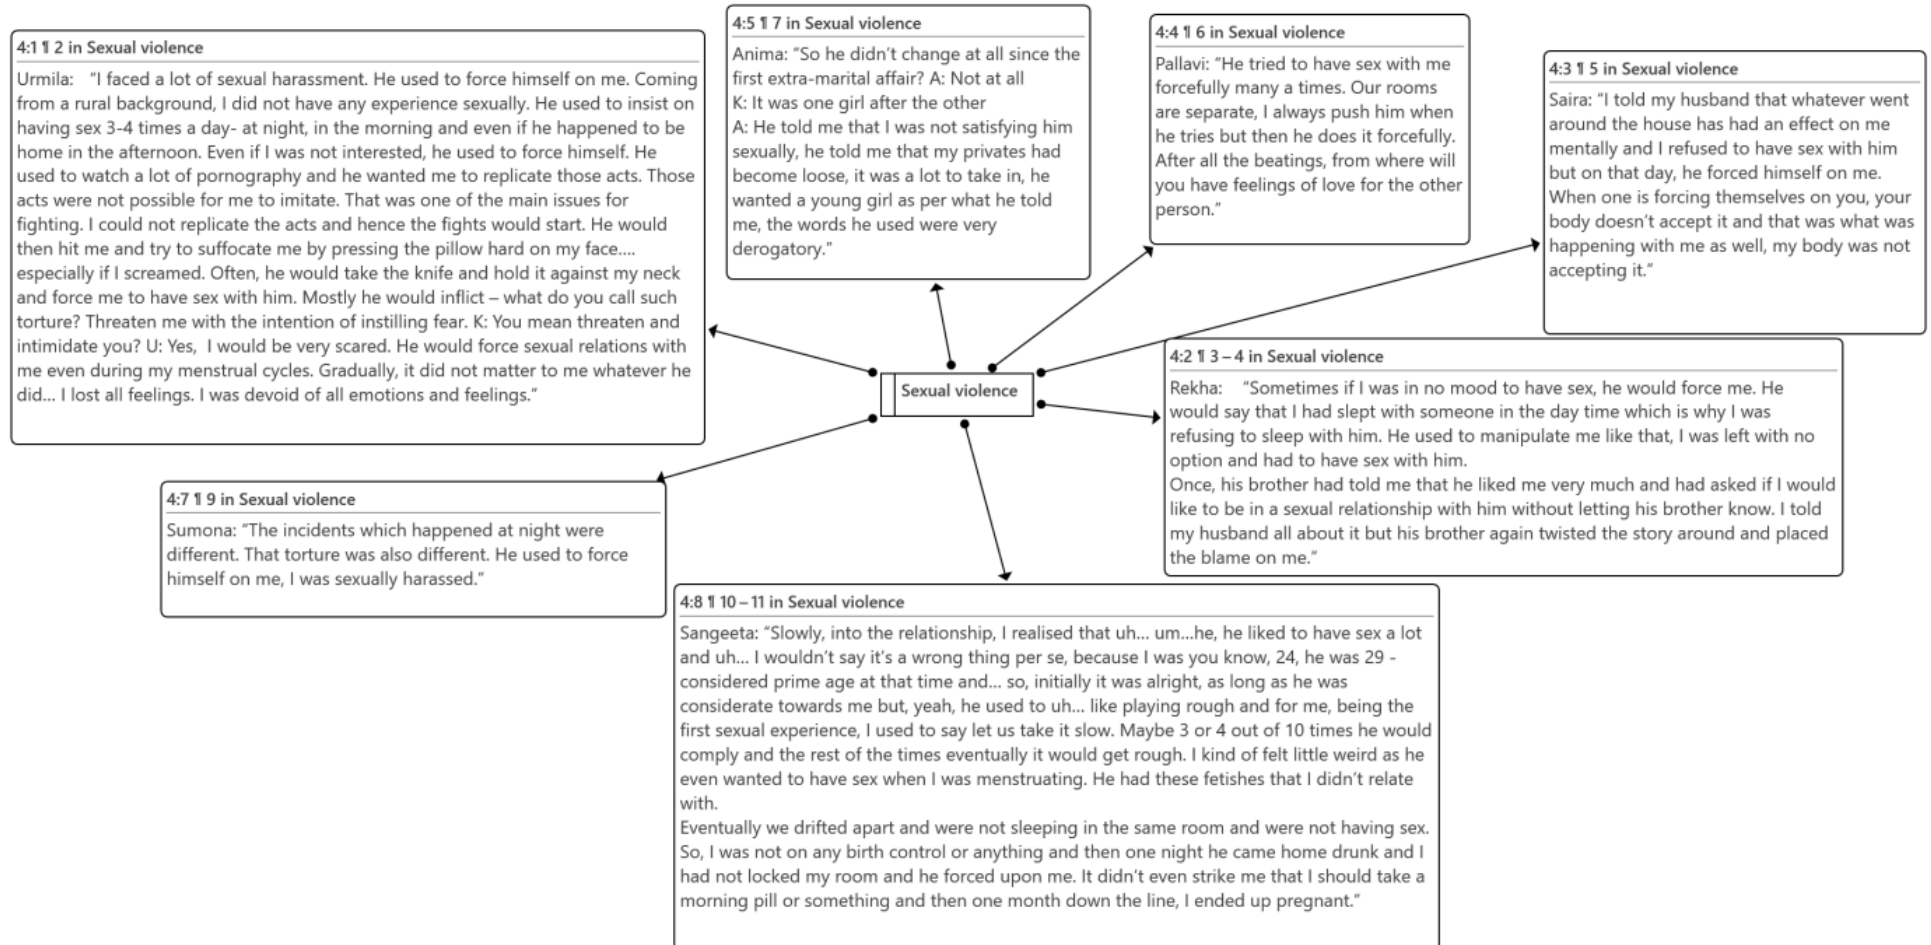 4:1 ¶ 2 in Sexual violence
Urmila: "I faced a lot of sexual harassment. He used to force himself on me. Coming
from a rural background, I did not have any experience sexually. He used to insist on
having sex 3-4 times a day- at night, in the morning and even if he happened to be
home in the afternoon. Even if I was not interested, he used to force himself. He
used to watch a lot of pornography and he wanted me to replicate those acts. Those
acts were not possible for me to imitate. That was one of the main issues for
fighting. I could not replicate the acts and hence the fights would start. He would
then hit me and try to suffocate me by pressing the pillow hard on my face....
especially if I screamed. Often, he would take the knife and hold it against my neck
and force me to have sex with him. Mostly he would inflict – what do you call such
torture? Threaten me with the intention of instilling fear. K: You mean threaten and
intimidate you? U: Yes, I would be very scared. He would force sexual relations with
me even during my menstrual cycles. Gradually, it did not matter to me whatever he
did... I lost all feelings. I was devoid of all emotions and feelings."
4:5 ¶ 7 in Sexual violence
Anima: "So he didn't change at all since the
first extra-marital affair? A: Not at all
K: It was one girl after the other
A: He told me that I was not satisfying him
sexually, he told me that my privates had
become loose, it was a lot to take in, he
wanted a young girl as per what he told
me, the words he used were very
derogatory."
4:4 ¶ 6 in Sexual violence
Pallavi: "He tried to have sex with me
forcefully many a times. Our rooms
are separate, I always push him when
he tries but then he does it forcefully.
After all the beatings, from where will
you have feelings of love for the other
person."
4:3 ¶ 5 in Sexual violence
Saira: "I told my husband that whatever went
around the house has had an effect on me
mentally and I refused to have sex with him
but on that day, he forced himself on me.
When one is forcing themselves on you, your
body doesn't accept it and that was what was
happening with me as well, my body was not
accepting it."
Sexual violence
4:2 ¶ 3 – 4 in Sexual violence
Rekha: "Sometimes if I was in no mood to have sex, he would force me. He
would say that I had slept with someone in the day time which is why I was
refusing to sleep with him. He used to manipulate me like that, I was left with no
option and had to have sex with him.
Once, his brother had told me that he liked me very much and had asked if I would
like to be in a sexual relationship with him without letting his brother know. I told
my husband all about it but his brother again twisted the story around and placed
the blame on me."
4:7 ¶ 9 in Sexual violence
Sumona: "The incidents which happened at night were
different. That torture was also different. He used to force
himself on me, I was sexually harassed."
4:8 ¶ 10 – 11 in Sexual violence
Sangeeta: "Slowly, into the relationship, I realised that uh... um...he, he liked to have sex a lot
and uh... I wouldn't say it's a wrong thing per se, because I was you know, 24, he was 29 -
considered prime age at that time and... so, initially it was alright, as long as he was
considerate towards me but, yeah, he used to uh... like playing rough and for me, being the
first sexual experience, I used to say let us take it slow. Maybe 3 or 4 out of 10 times he would
comply and the rest of the times eventually it would get rough. I kind of felt little weird as he
even wanted to have sex when I was menstruating. He had these fetishes that I didn't relate
with.
Eventually we drifted apart and were not sleeping in the same room and were not having sex.
So, I was not on any birth control or anything and then one night he came home drunk and I
had not locked my room and he forced upon me. It didn't even strike me that I should take a
morning pill or something and then one month down the line, I ended up pregnant."